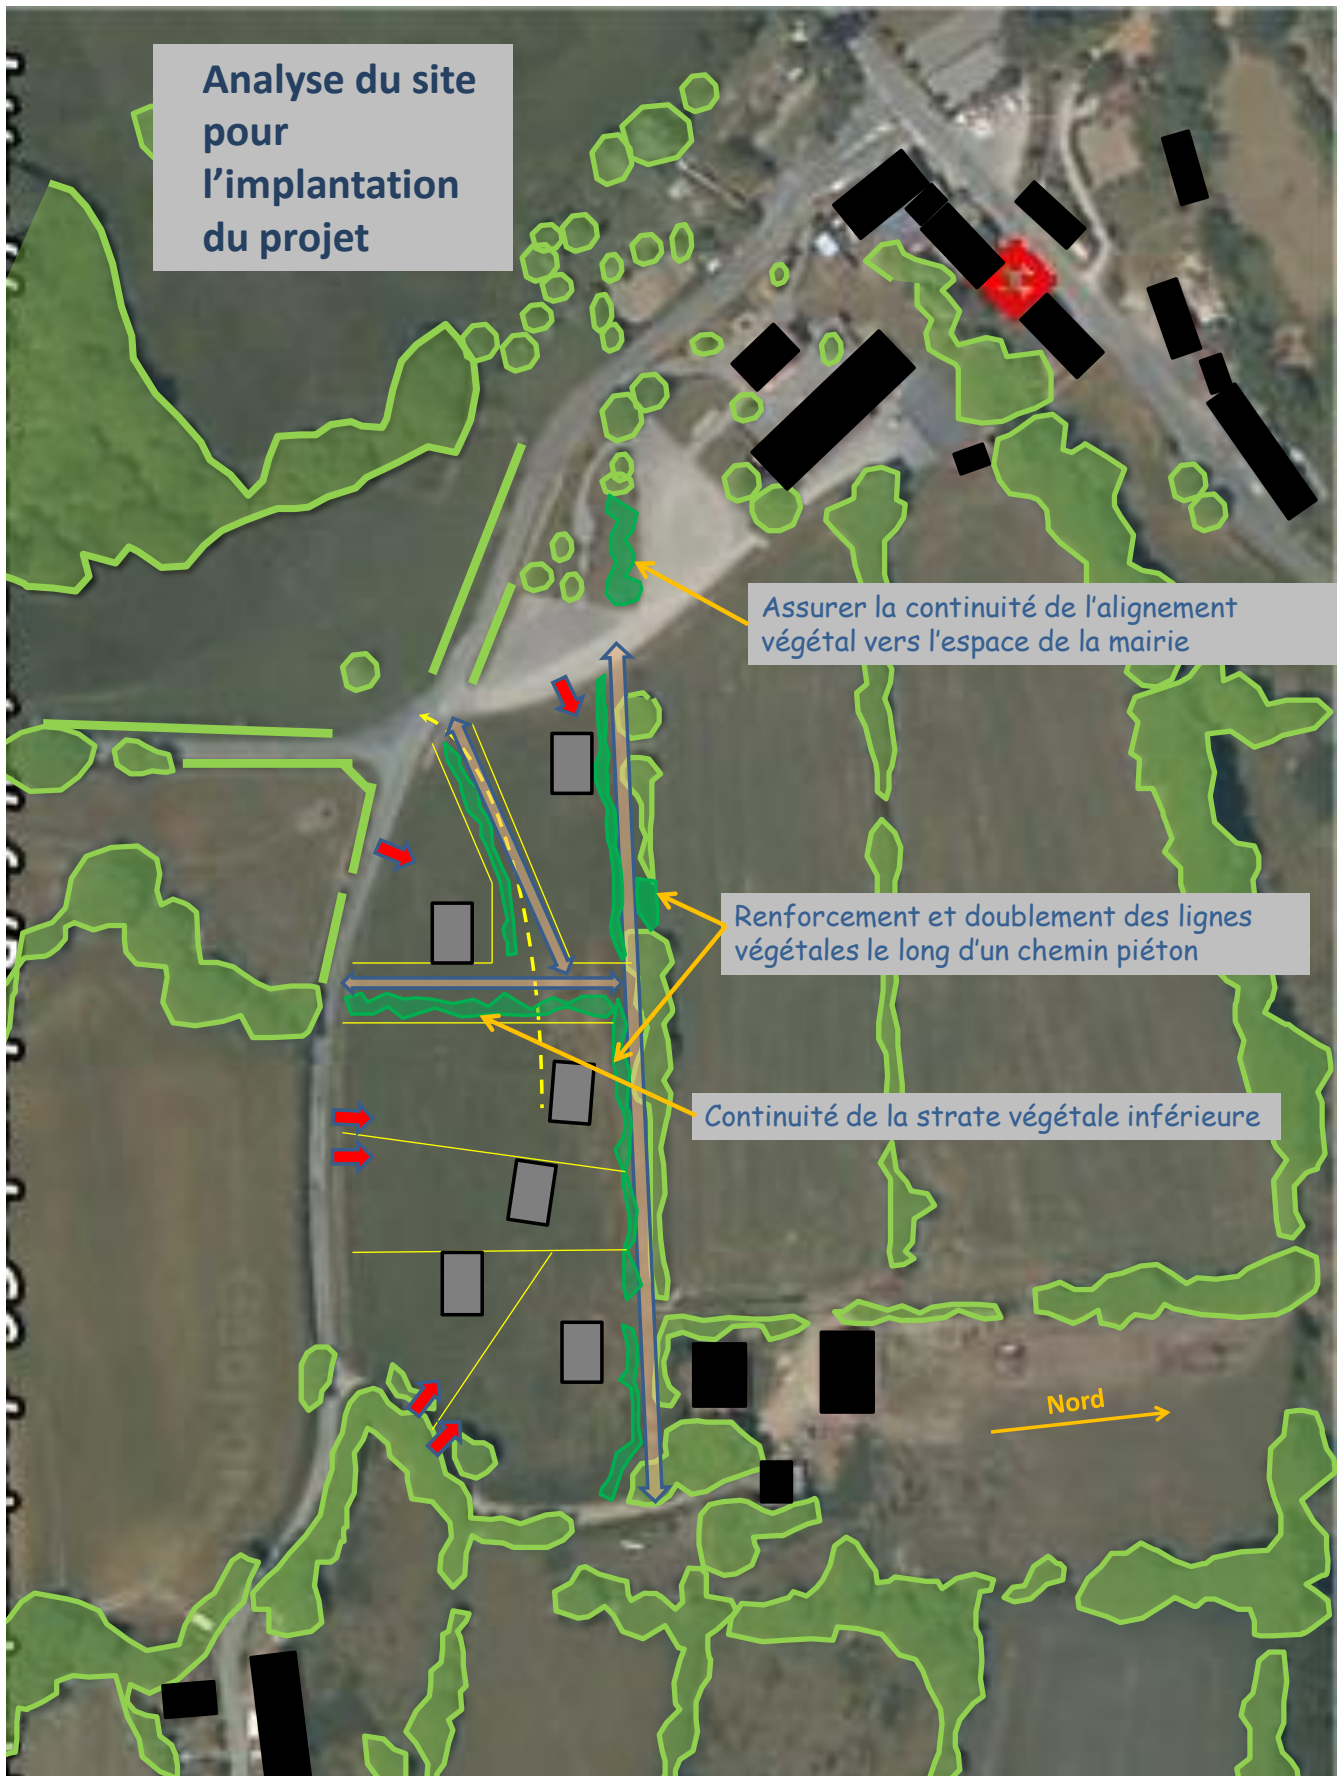 Analyse du site
pour
l'implantation
du projet
Assurer la continuité de l'alignement
végétal vers l'espace de la mairie
Renforcement et doublement des lignes
végétales le long d'un chemin piéton
Continuité de la strate végétale inférieure
Nord